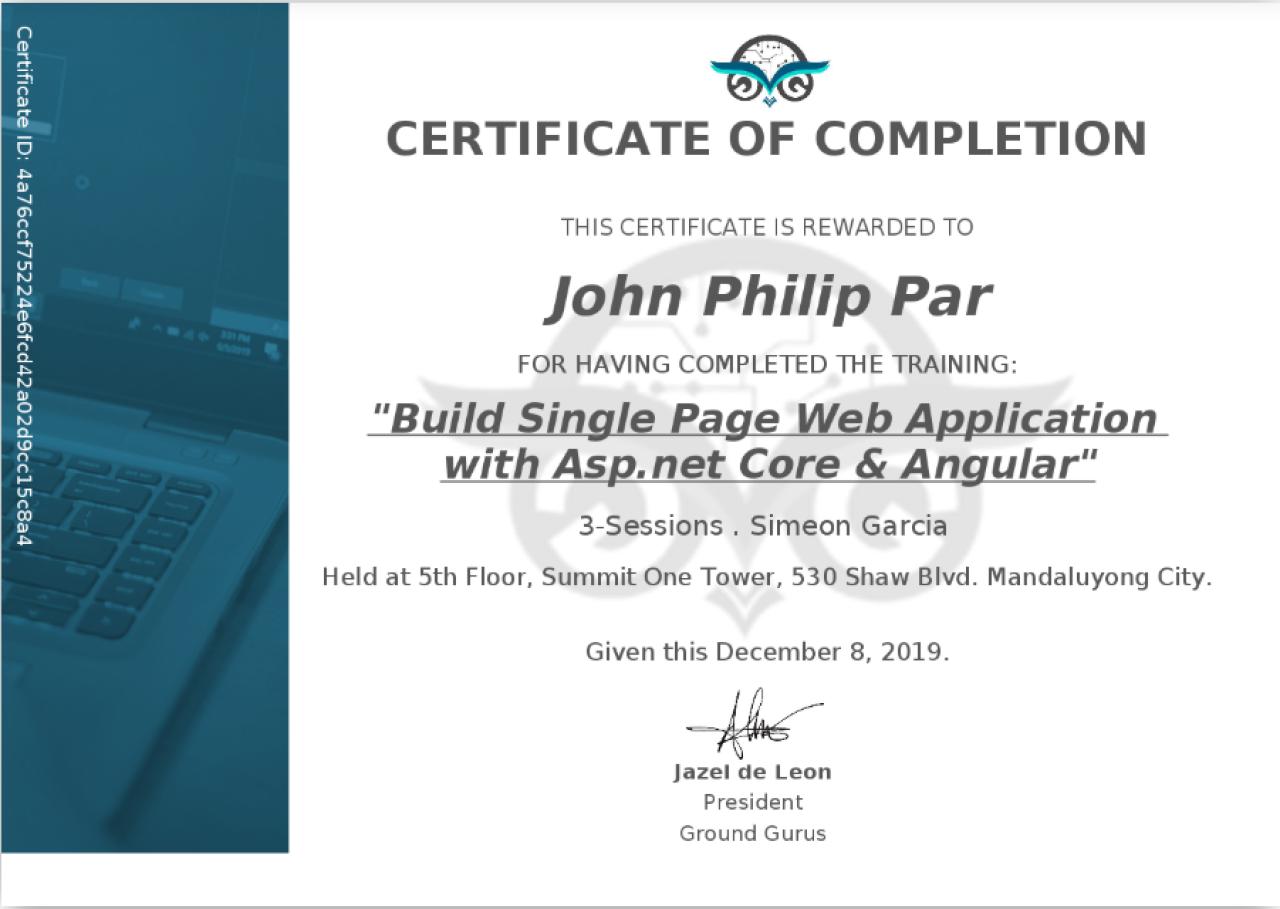 Certificate ID: 4a76ccf75224e6fcd42a02d9cc15c8a4
CERTIFICATE OF COMPLETION
THIS CERTIFICATE IS REWARDED TO
John Philip Par
FOR HAVING COMPLETED THE TRAINING:
"Build Single Page Web Application
with Asp.net Core & Angular"
3-Sessions . Simeon Garcia
Held at 5th Floor, Summit One Tower, 530 Shaw Blvd. Mandaluyong City.
Given this December 8, 2019.
Jazel de Leon
President
Ground Gurus